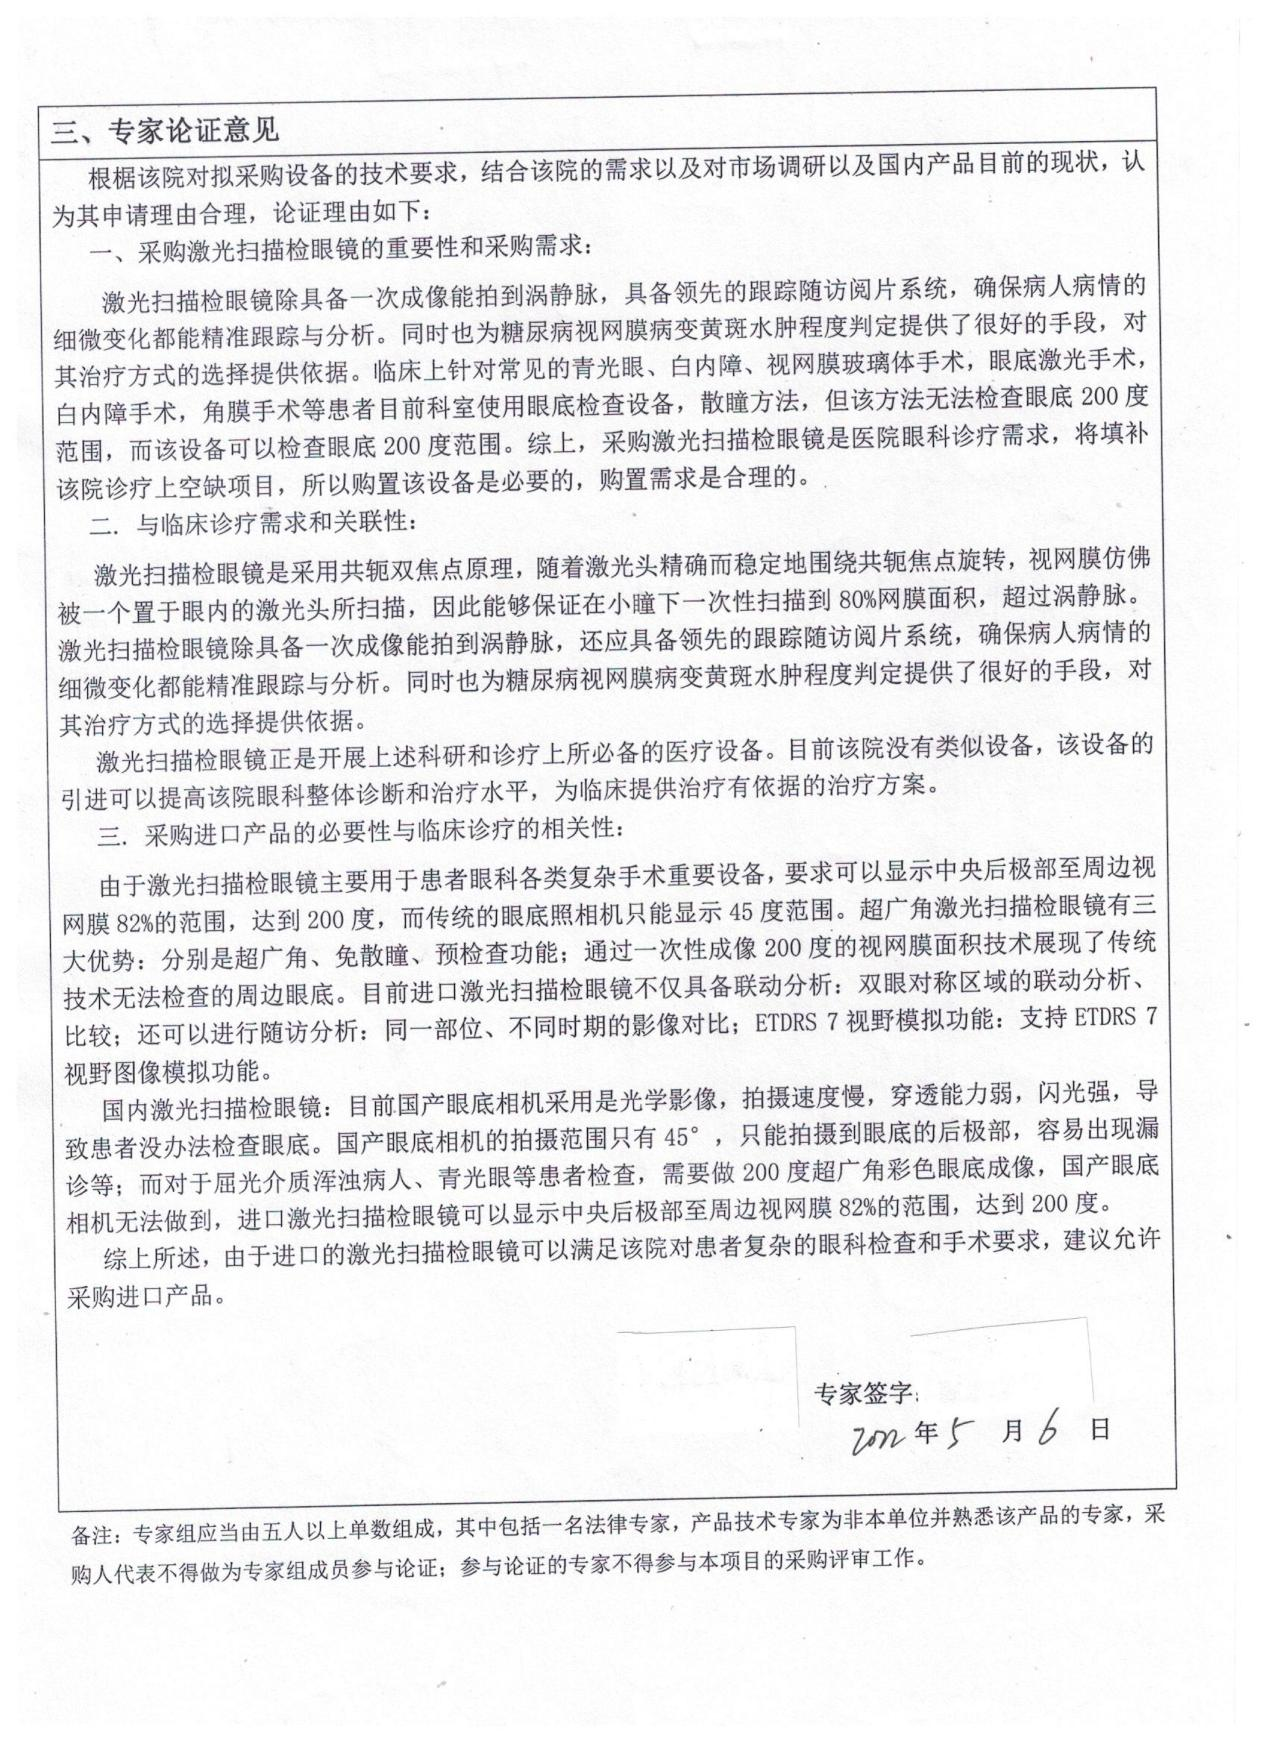 三、专家论证意见
根椐该院对拟采购设备的技术要求，结合该院的需求以及对市场调研以及国内产品目前的现状，认
为其申请理由合理，论证理由如下：
一、采购激光扫描检眼镜的重要性和采购需求：
激光扫描检眼镜除具备一次成像能拍到涡静脉，具备领先的跟踪随访阅片系统，确保病人病情的
细微变化都能精准跟踪与分析。同时也为糖尿病视网膜病变黄斑水肿程度判定提供了很好的手段，对
其治疗方式的选择提供依据。临床上针对常见的青光眼、白内障、视网膜玻璃体手术，眼底激光手术，
白内障手术，角膜手术等患者目前科室使用眼底检查设备，散瞳方法，但该方法无法检查眼底 200 度
范围，而该设备可以检查眼底 200 度范围。综上，采购激光扫描检眼镜是医院眼科诊疗需求，将填补
该院诊疗上空缺项目，所以购置该设备是必要的，购置需求是合理的。
二．与临床诊疗需求和关联性：
激光扫描检眼镜是采用共轭双焦点原理，随着激光头精确而稳定地围绕共轭焦点旋转，视网膜仿佛
被一个置于眼内的激光头所扫描，因此能够保证在小瞳下一次性扫描到 80%网膜面积，超过涡静脉。
激光扫描检眼镜除具备一次成像能拍到涡静脉，还应具备领先的跟踪随访阅片系统，确保病人病情的
细微变化都能精准跟踪与分析。同时也为糖尿病视网膜病变黄斑水肿程度判定提供了很好的手段，对
其治疗方式的选择提供依据。
激光扫描检眼镜正是开展上述科研和诊疗上所必备的医疗设备。目前该院没有类似设备，该设备的
引进可以提高该院眼科整体诊断和治疗水平，为临床提供治疗有依据的治疗方案。
三．采购进口产品的必要性与临床诊疗的相关性：
由于激光扫描检眼镜主要用于患者眼科各类复杂手术重要设备，要求可以显示中央后极部至周边视
网膜 82%的范围，达到 200 度，而传统的眼底照相机只能显示 45 度范围。超广角激光扫描检眼镜有三
大优势：分别是超广角、免散瞳、预检查功能；通过一次性成像 200 度的视网膜面积技术展现了传统
技术无法检查的周边眼底。目前进口激光扫描检眼镜不仅具备联动分析：双眼对称区域的联动分析、
比较；还可以进行随访分析：同一部位、不同时期的影像对比；ETDRS 7 视野模拟功能：支持 ETDRS 7
视野图像模拟功能。
国内激光扫描检眼镜：目前国产眼底相机采用是光学影像，拍摄速度慢，穿透能力弱，闪光强，导
致患者没办法检查眼底。国产眼底相机的拍摄范围只有 45°，只能拍摄到眼底的后极部，容易出现漏
诊等；而对于屈光介质浑浊病人、青光眼等患者检查，需要做 200 度超广角彩色眼底成像，国产眼底
相机无法做到，进口激光扫描检眼镜可以显示中央后极部至周边视网膜 82%的范围，达到 200 度。
综上所述，由于进口的激光扫描检眼镜可以满足该院对患者复杂的眼科检查和手术要求，建议允许
采购进口产品。
专家签字：
2022 年 5 月 6 日
备注：专家组应当由五人以上单数组成，其中包括一名法律专家，产品技术专家为非本单位并熟悉该产品的专家，采
购人代表不得做为专家组成员参与论证；参与论证的专家不得参与本项目的采购评审工作。